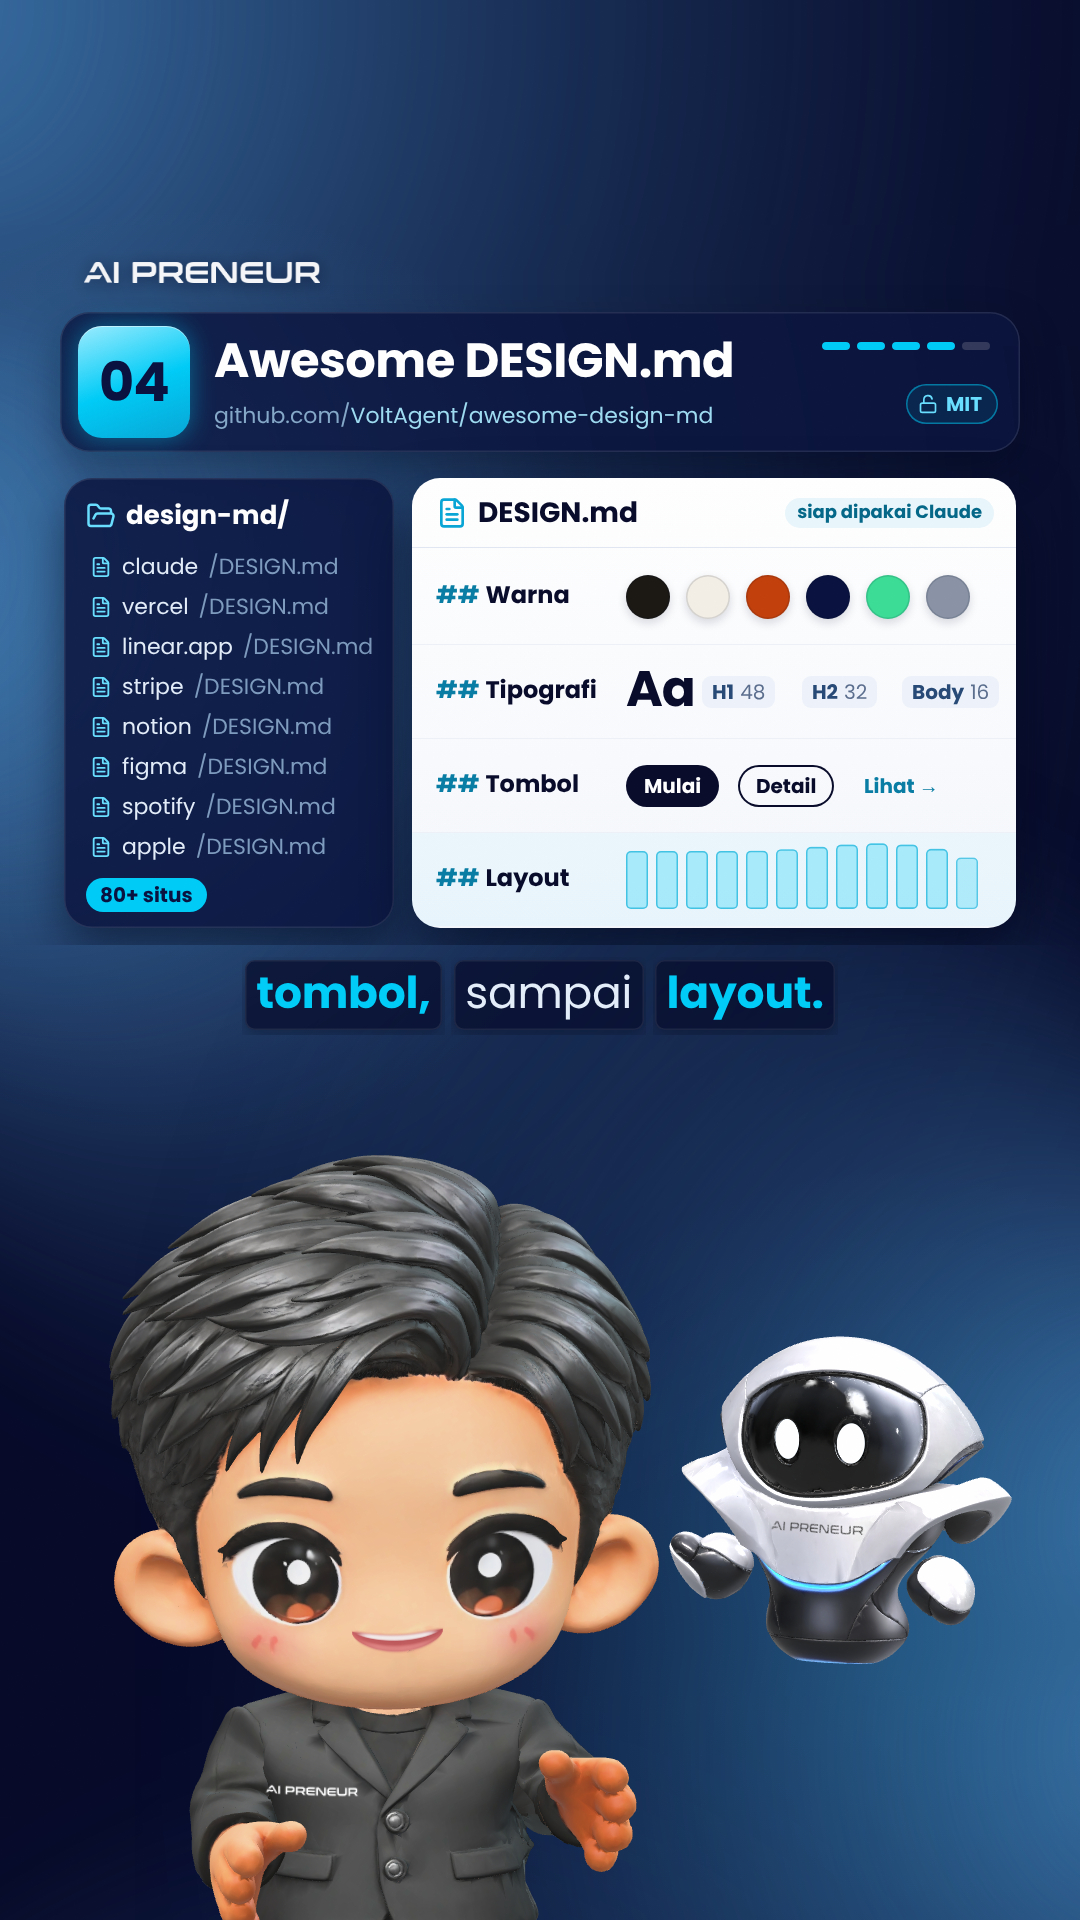 AI PRENEUR
04
Awesome DESIGN.md
github.com/VoltAgent/awesome-design-md
MIT
design-md/
claude /DESIGN.md
vercel /DESIGN.md
linear.app /DESIGN.md
stripe /DESIGN.md
notion /DESIGN.md
figma /DESIGN.md
spotify /DESIGN.md
apple /DESIGN.md
80+ situs
DESIGN.md
siap dipakai Claude
## Warna
## Tipografi Aa H1 48 H2 32 Body 16
## Tombol Mulai Detail Lihat →
## Layout
tombol, sampai layout.
AI PRENEUR
AI PRENEUR